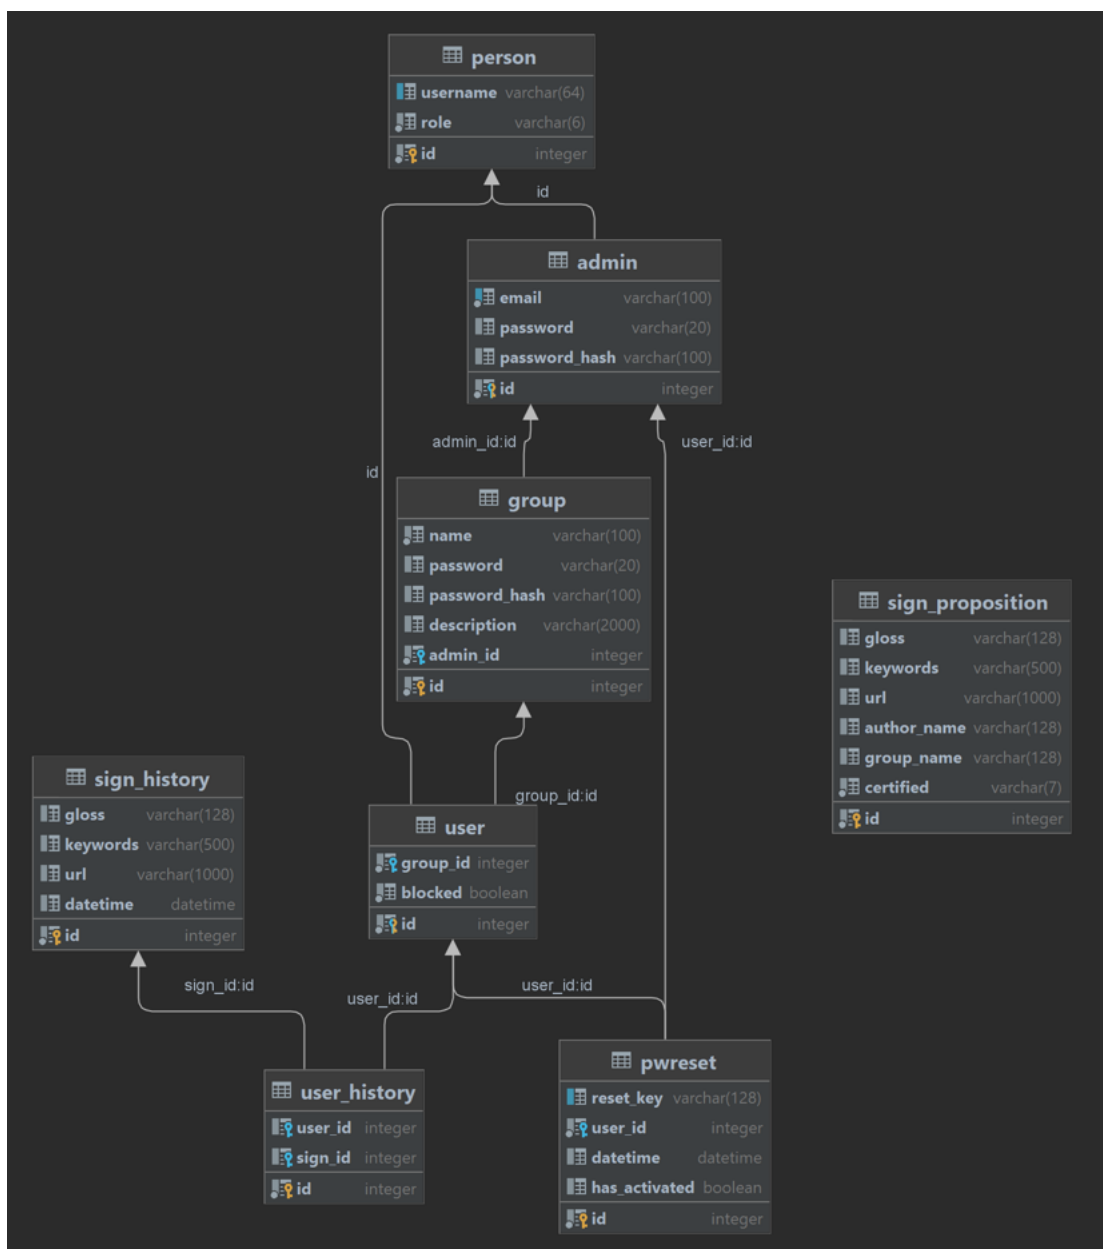 person
username varchar(64)
role varchar(6)
id integer
id
admin
email varchar(100)
password varchar(20)
password_hash varchar(100)
id integer
admin_id:id
user_id:id
id
group
name varchar(100)
password varchar(20)
password_hash varchar(100)
description varchar(2000)
admin_id integer
id integer
sign_proposition
gloss varchar(128)
keywords varchar(500)
url varchar(1000)
author_name varchar(128)
group_name varchar(128)
certified varchar(7)
id integer
sign_history
gloss varchar(128)
keywords varchar(500)
url varchar(1000)
datetime datetime
id integer
group_id:id
user
group_id integer
blocked boolean
id integer
sign_id:id
user_id:id
user_id:id
user_history
user_id integer
sign_id integer
id integer
pwreset
reset_key varchar(128)
user_id integer
datetime datetime
has_activated boolean
id integer